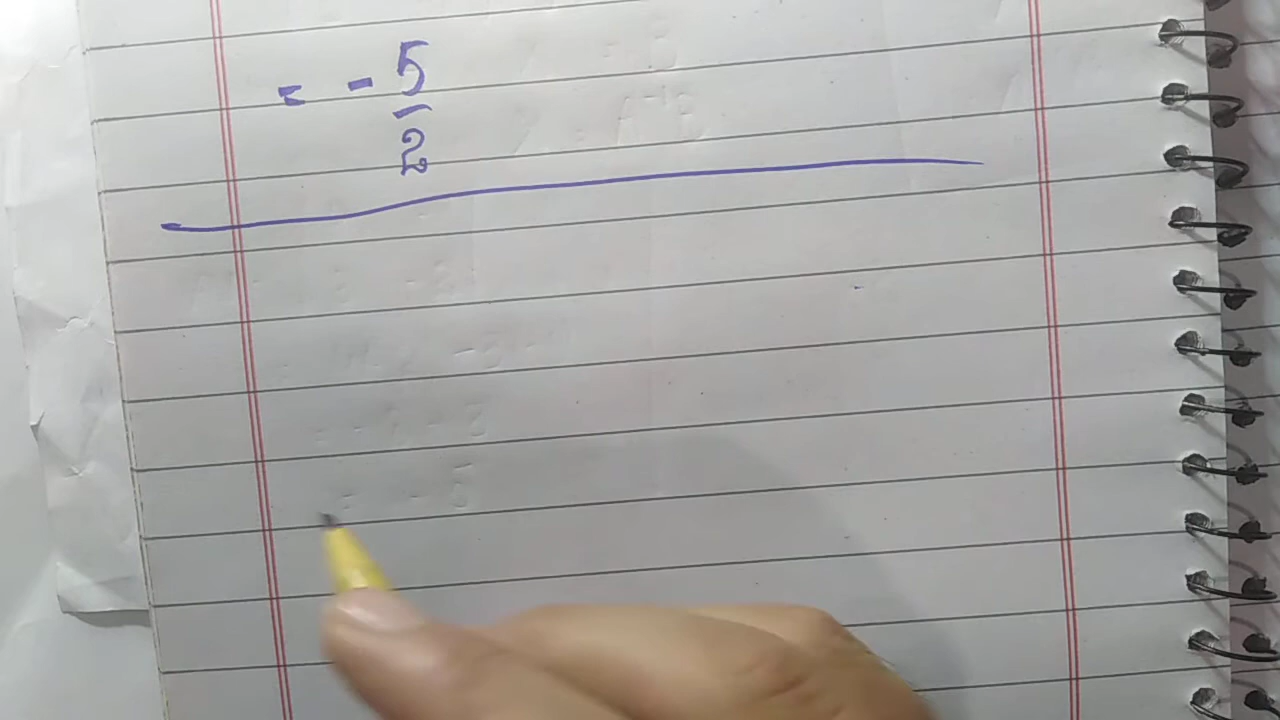 = - 5/2